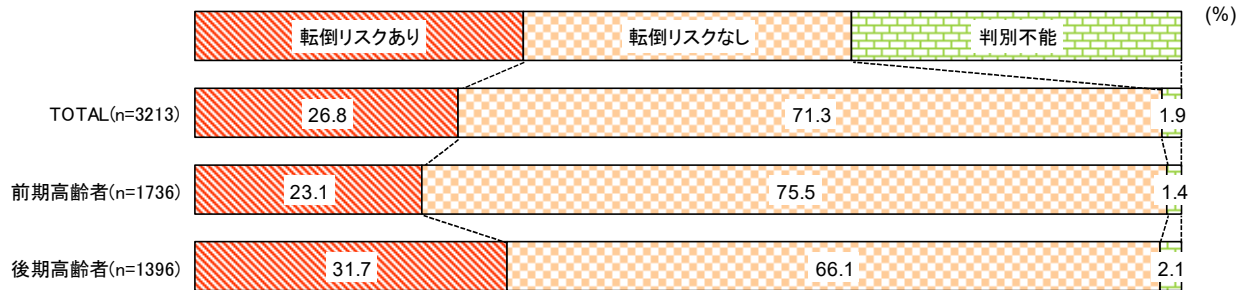 (%)
転倒リスクあり 転倒リスクなし 判別不能
TOTAL(n=3213) 26.8 71.3 1.9
前期高齢者(n=1736) 23.1 75.5 1.4
後期高齢者(n=1396) 31.7 66.1 2.1